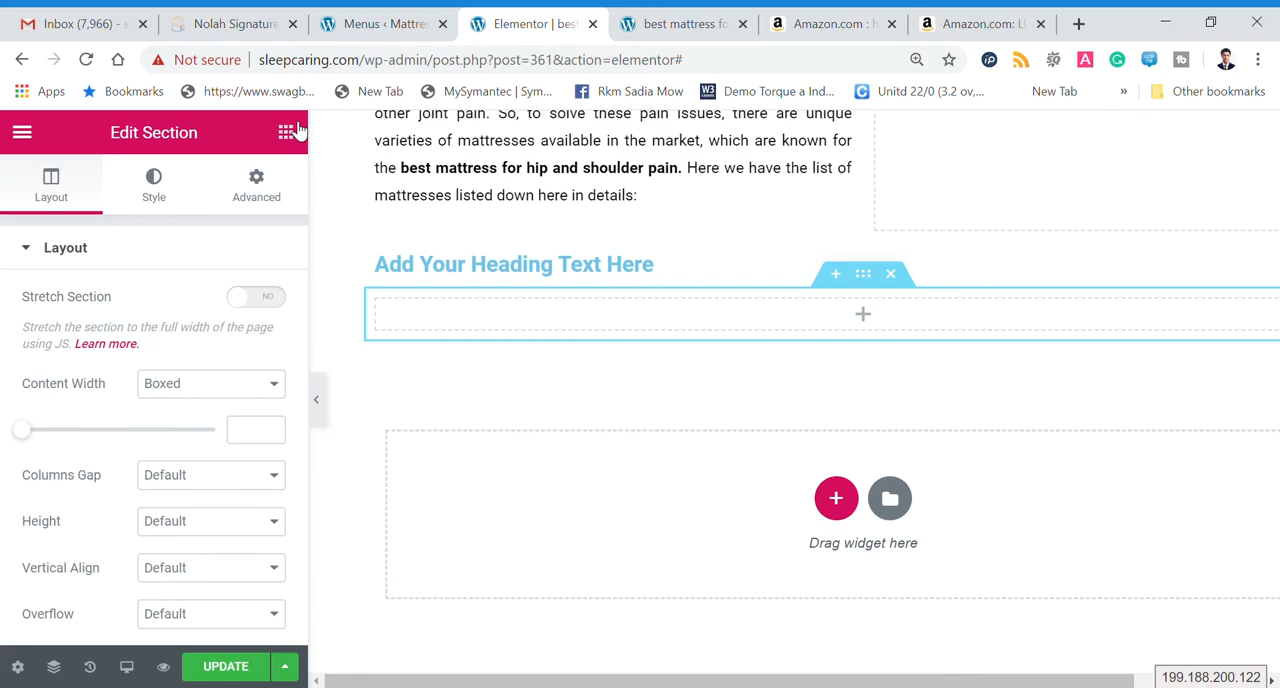 Inbox (7,966) - s
Nolah Signature
Menus ‹ Mattres
Elementor | best
best mattress fo
Amazon.com : h
Amazon.com: LU
Not secure
sleepcaring.com/wp-admin/post.php?post=361&action=elementor#
Apps
Bookmarks
https://www.swagb...
New Tab
MySymantec | Sym...
Rkm Sadia Mow
Demo Torque a Ind...
Unitd 22/0 (3.2 ov,...
New Tab
»
Other bookmarks
Edit Section
Layout
Style
Advanced
Layout
Stretch Section
NO
Stretch the section to the full width of the page
using JS. Learn more.
Content Width
Boxed
Columns Gap
Default
Height
Default
Vertical Align
Default
Overflow
Default
UPDATE
other joint pain. So, to solve these pain issues, there are unique
varieties of mattresses available in the market, which are known for
the best mattress for hip and shoulder pain. Here we have the list of
mattresses listed down here in details:
Add Your Heading Text Here
Drag widget here
199.188.200.122